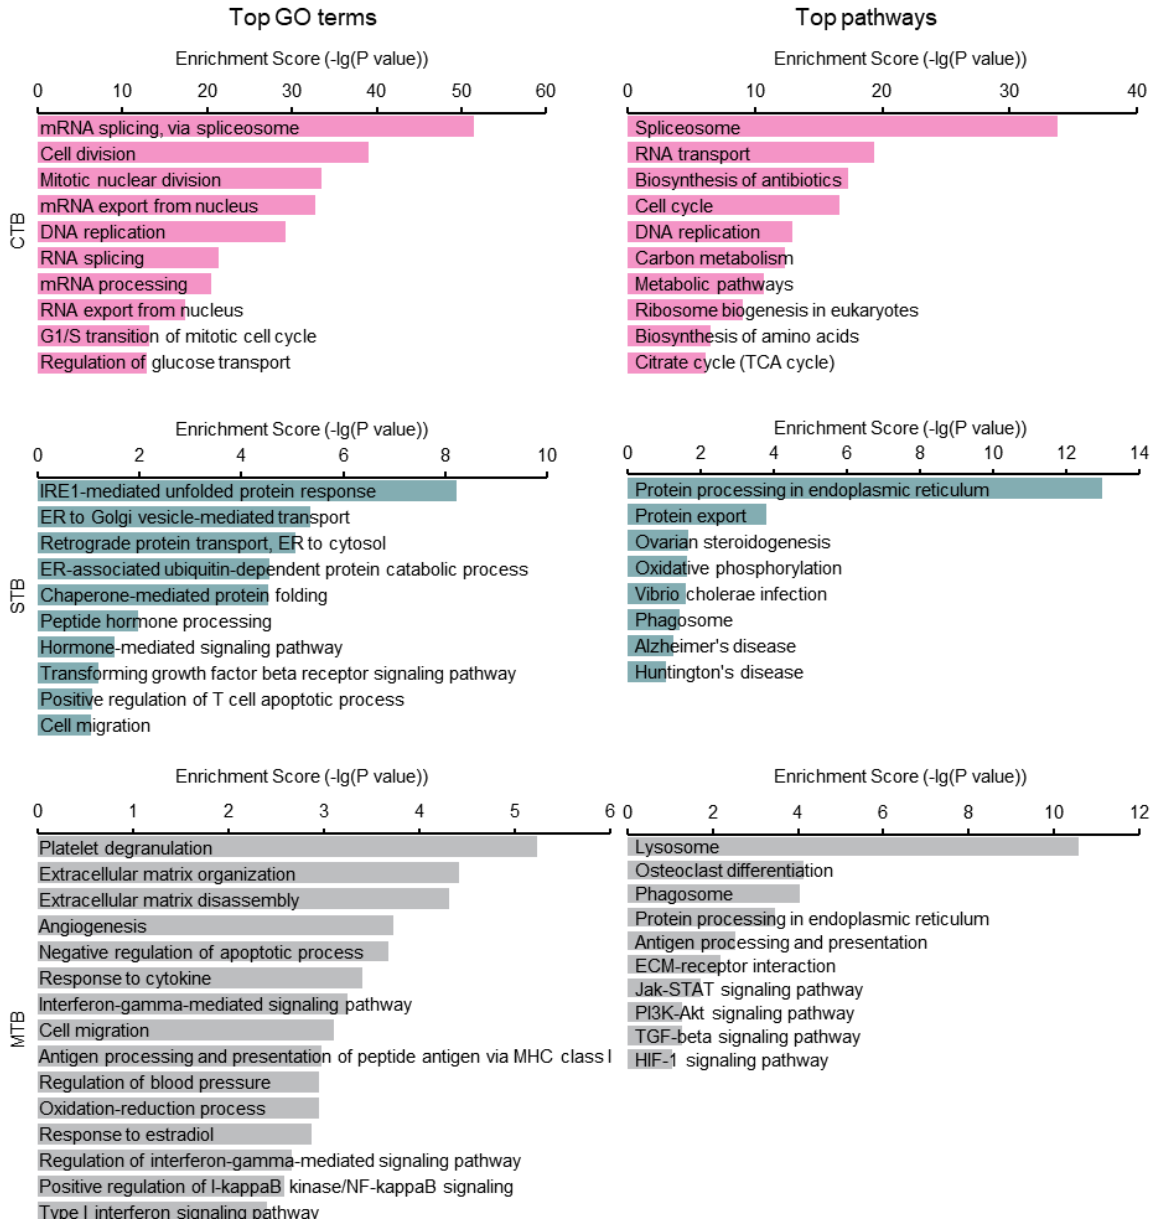 Top GO terms
Top pathways
Enrichment Score (-lg(P value))
0 10 20 30 40 50 60
CTB
mRNA splicing, via spliceosome
Cell division
Mitotic nuclear division
mRNA export from nucleus
DNA replication
RNA splicing
mRNA processing
RNA export from nucleus
G1/S transition of mitotic cell cycle
Regulation of glucose transport
Enrichment Score (-lg(P value))
0 10 20 30 40
Spliceosome
RNA transport
Biosynthesis of antibiotics
Cell cycle
DNA replication
Carbon metabolism
Metabolic pathways
Ribosome biogenesis in eukaryotes
Biosynthesis of amino acids
Citrate cycle (TCA cycle)
Enrichment Score (-lg(P value))
0 2 4 6 8 10
STB
IRE1-mediated unfolded protein response
ER to Golgi vesicle-mediated transport
Retrograde protein transport, ER to cytosol
ER-associated ubiquitin-dependent protein catabolic process
Chaperone-mediated protein folding
Peptide hormone processing
Hormone-mediated signaling pathway
Transforming growth factor beta receptor signaling pathway
Positive regulation of T cell apoptotic process
Cell migration
Enrichment Score (-lg(P value))
0 2 4 6 8 10 12 14
Protein processing in endoplasmic reticulum
Protein export
Ovarian steroidogenesis
Oxidative phosphorylation
Vibrio cholerae infection
Phagosome
Alzheimer's disease
Huntington's disease
Enrichment Score (-lg(P value))
0 1 2 3 4 5 6
MTB
Platelet degranulation
Extracellular matrix organization
Extracellular matrix disassembly
Angiogenesis
Negative regulation of apoptotic process
Response to cytokine
Interferon-gamma-mediated signaling pathway
Cell migration
Antigen processing and presentation of peptide antigen via MHC class I
Regulation of blood pressure
Oxidation-reduction process
Response to estradiol
Regulation of interferon-gamma-mediated signaling pathway
Positive regulation of I-kappaB kinase/NF-kappaB signaling
Type I interferon signaling pathway
Enrichment Score (-lg(P value))
0 2 4 6 8 10 12
Lysosome
Osteoclast differentiation
Phagosome
Protein processing in endoplasmic reticulum
Antigen processing and presentation
ECM-receptor interaction
Jak-STAT signaling pathway
PI3K-Akt signaling pathway
TGF-beta signaling pathway
HIF-1 signaling pathway